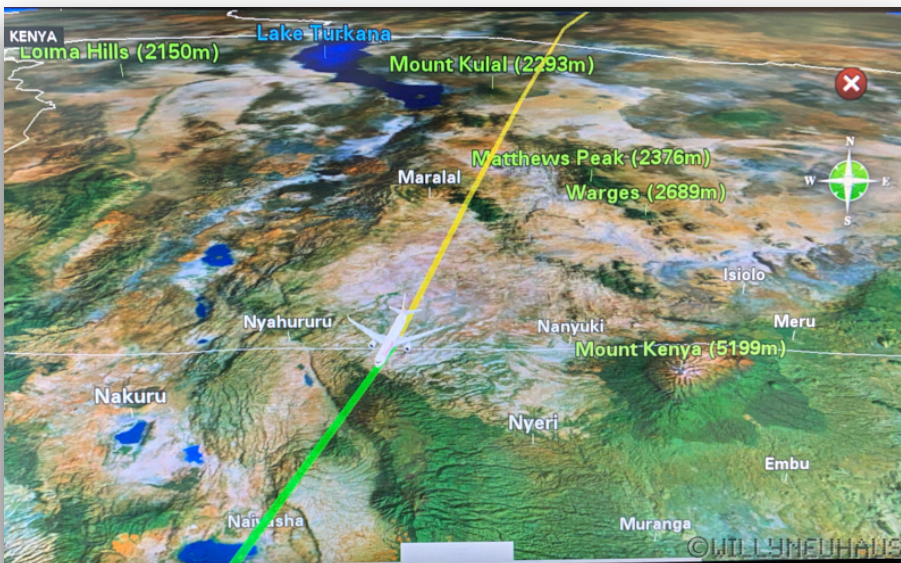 KENYA
Lake Turkana
Loima Hills (2150m)
Mount Kulal (2293m)
N
W
E
S
Matthews Peak (2376m)
Maralal
Warges (2689m)
Isiolo
Nyahururu
Nanyuki
Meru
Mount Kenya (5199m)
Nakuru
Nyeri
Embu
Naivasha
Muranga
©WILLYNEUHAUS